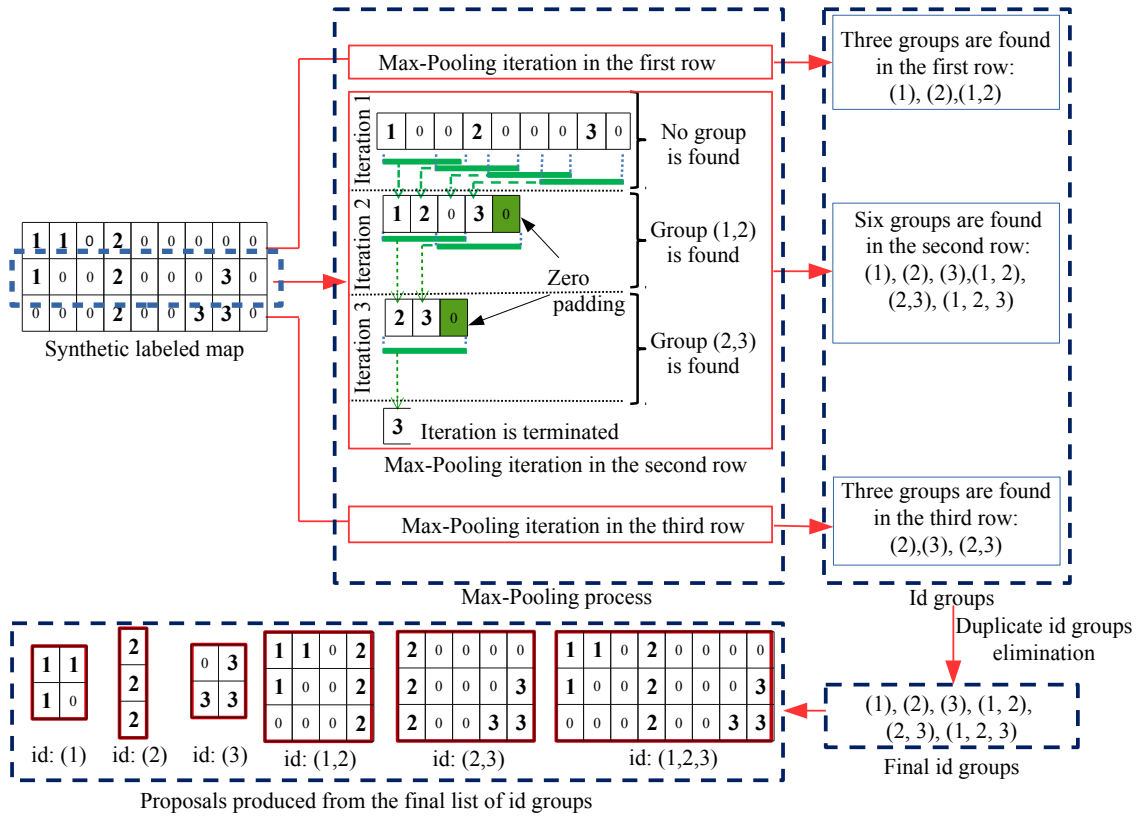 Max-Pooling iteration in the first row
Three groups are found
in the first row:
(1), (2),(1,2)
Iteration 1
1 0 0 2 0 0 0 3 0
No group
is found
Iteration 2
1 2 0 3 0
Group (1,2)
is found
Zero
padding
Iteration 3
2 3 0
Group (2,3)
is found
3
Iteration is terminated
Max-Pooling iteration in the second row
1 1 0 2 0 0 0 0 0
1 0 0 2 0 0 0 3 0
0 0 0 2 0 0 3 3 0
Synthetic labeled map
Six groups are found
in the second row:
(1), (2), (3),(1, 2),
(2,3), (1, 2, 3)
Max-Pooling iteration in the third row
Three groups are found
in the third row:
(2),(3), (2,3)
Max-Pooling process
Id groups
Duplicate id groups
elimination
(1), (2), (3), (1, 2),
(2, 3), (1, 2, 3)
Final id groups
1 1
1 0
id: (1)
2
2
2
id: (2)
0 3
3 3
id: (3)
1 1 0 2
1 0 0 2
0 0 0 2
id: (1,2)
2 0 0 0 0
2 0 0 0 3
2 0 0 3 3
id: (2,3)
1 1 0 2 0 0 0 0
1 0 0 2 0 0 0 3
0 0 0 2 0 0 3 3
id: (1,2,3)
Proposals produced from the final list of id groups